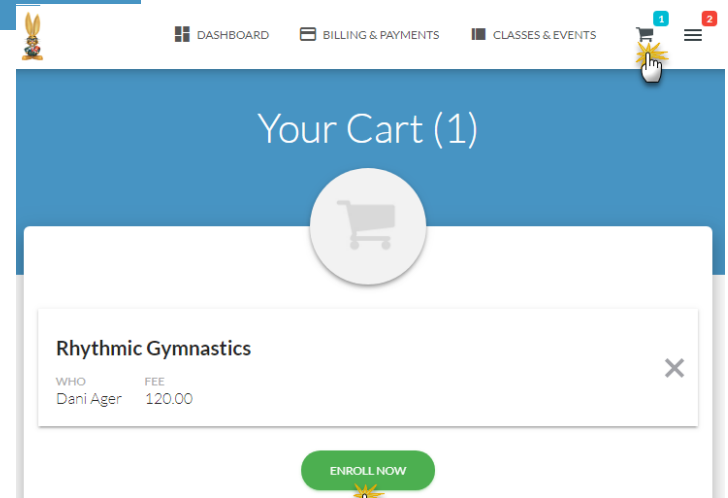 DASHBOARD BILLING & PAYMENTS CLASSES & EVENTS 1 2
Your Cart (1)
Rhythmic Gymnastics
WHO FEE
Dani Ager 120.00
ENROLL NOW